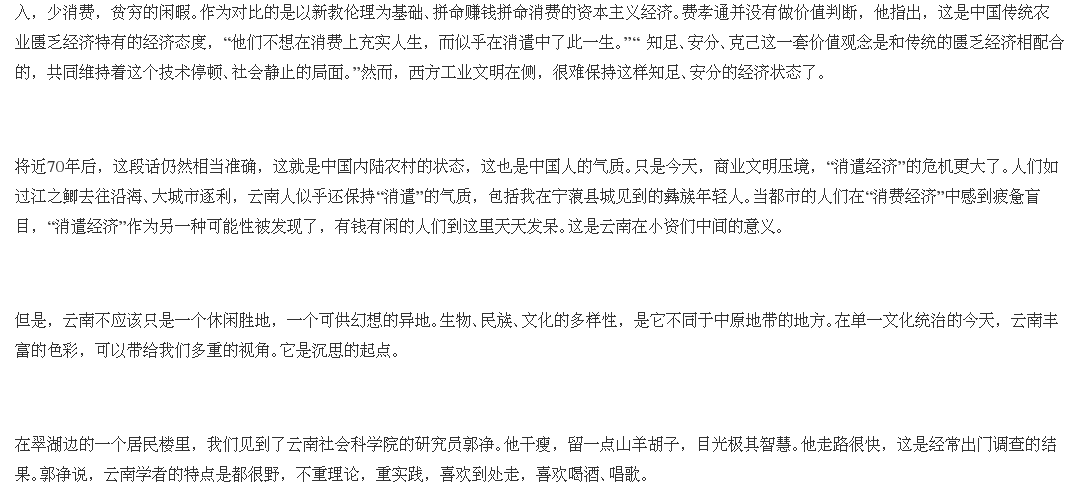 入，少消费，贫穷的闲暇。作为对比的是以新教伦理为基础、拼命赚钱拼命消费的资本主义经济。费孝通并没有做价值判断，他指出，这是中国传统农
业匮乏经济特有的经济态度，“他们不想在消费上充实人生，而似乎在消遣中了此一生。”“ 知足、安分、克己这一套价值观念是和传统的匮乏经济相配合
的，共同维持着这个技术停顿、社会静止的局面。”然而，西方工业文明在侧，很难保持这样知足、安分的经济状态了。
将近70年后，这段话仍然相当准确，这就是中国内陆农村的状态，这也是中国人的气质。只是今天，商业文明压境，“消遣经济”的危机更大了。人们如
过江之鲫去往沿海、大城市逐利，云南人似乎还保持“消遣”的气质，包括我在宁蒗县城见到的彝族年轻人。当都市的人们在“消费经济”中感到疲惫盲
目，“消遣经济”作为另一种可能性被发现了，有钱有闲的人们到这里天天发呆。这是云南在小资们中间的意义。
但是，云南不应该只是一个休闲胜地，一个可供幻想的异地。生物、民族、文化的多样性，是它不同于中原地带的地方。在单一文化统治的今天，云南丰
富的色彩，可以带给我们多重的视角。它是沉思的起点。
在翠湖边的一个居民楼里，我们见到了云南社会科学院的研究员郭净。他干瘦，留一点山羊胡子，目光极其智慧。他走路很快，这是经常出门调查的结
果。郭净说，云南学者的特点是都很野，不重理论，重实践，喜欢到处走，喜欢喝酒、唱歌。